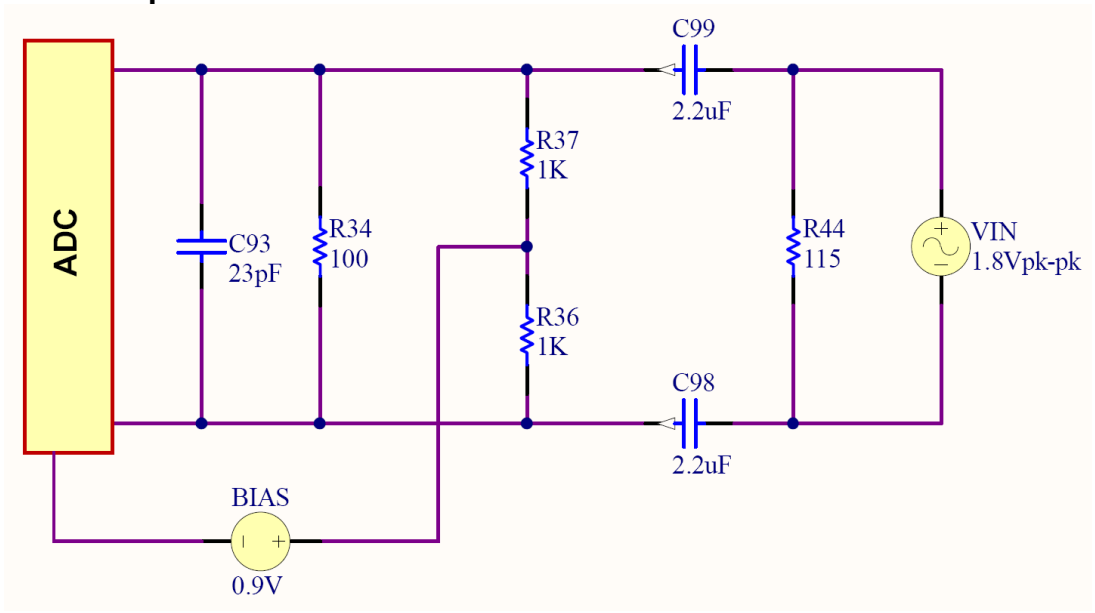 C99
2.2uF
R37
1K
ADC
C93
23pF
R34
100
R44
115
+
VIN
1.8Vpk-pk
R36
1K
C98
2.2uF
BIAS
+
0.9V